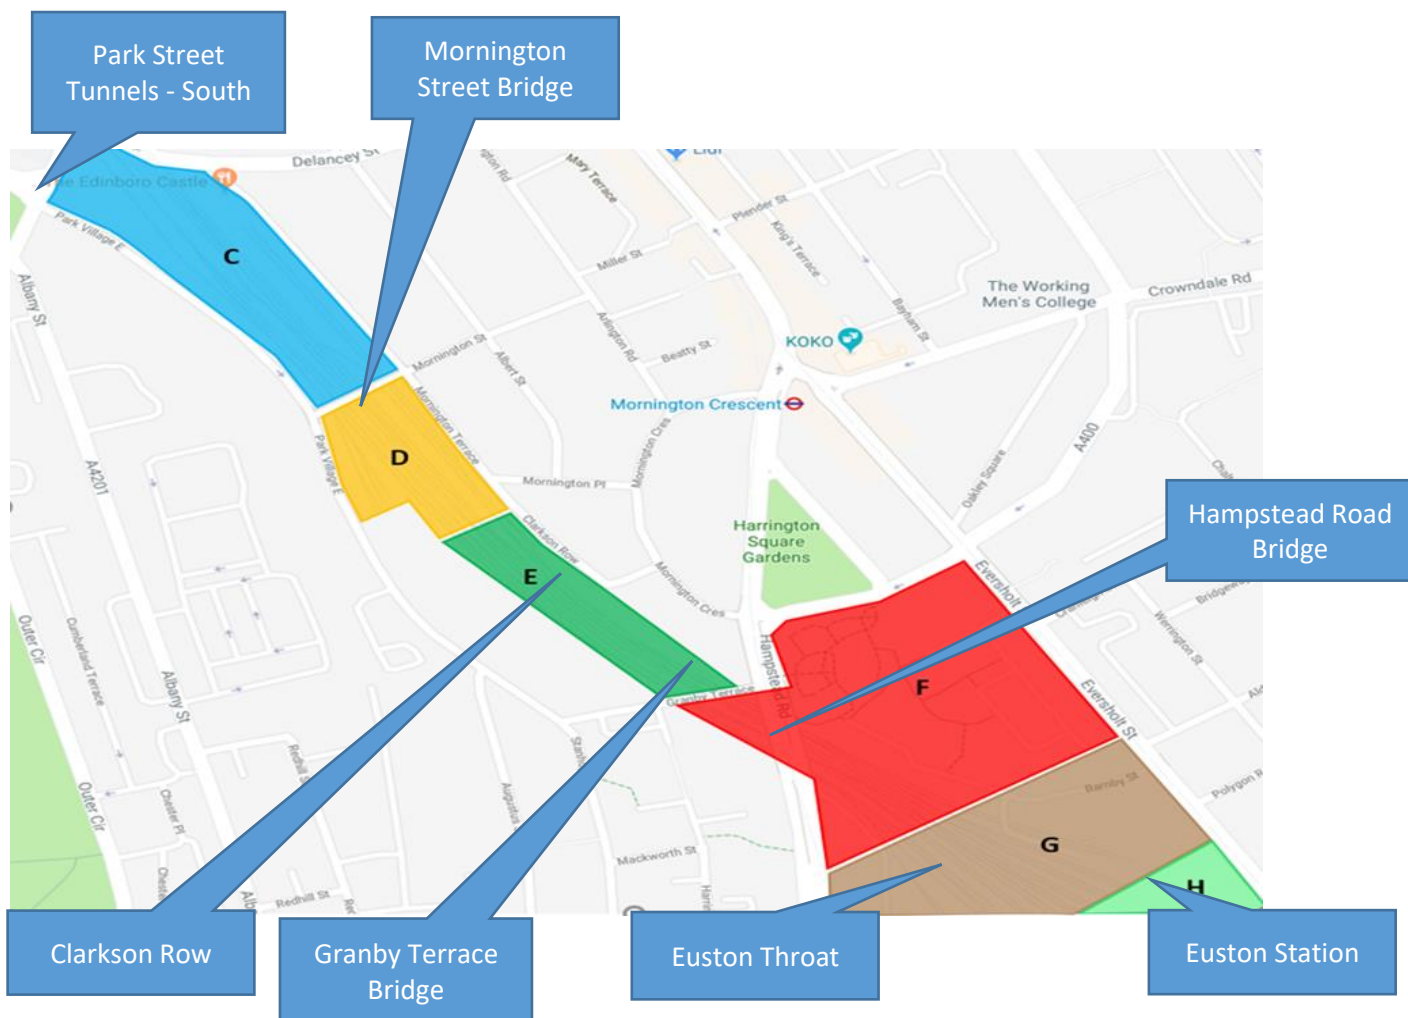 Park Street
Tunnels - South
Mornington
Street Bridge
Delancey St
The Edinboro Castle
Park Village E
Albany St
A4201
C
Mary Terrace
Arlington Rd
Miller St
Beatty St
Albert St
Mornington St
Mornington Terrace
Mornington Pl
Mornington Cres
Mornington Cres
Plender St
King's Terrace
Bayham St
The Working
Men's College
Crowndale Rd
KOKO
Mornington Crescent
A400
Oakley Square
D
Park Village E
Clarkson Row
E
Harrington
Square
Gardens
Hampstead Road
Bridge
Eversholt
Werrington St
Outer Cir
Cumberland Terrace
Albany St
Hampstead Rd
F
Granby Terrace
Eversholt St
Outer Cir
Chester Pl
Redhill St
Redhill St
Mackworth St
Barnby St
G
H
Clarkson Row
Granby Terrace
Bridge
Euston Throat
Euston Station